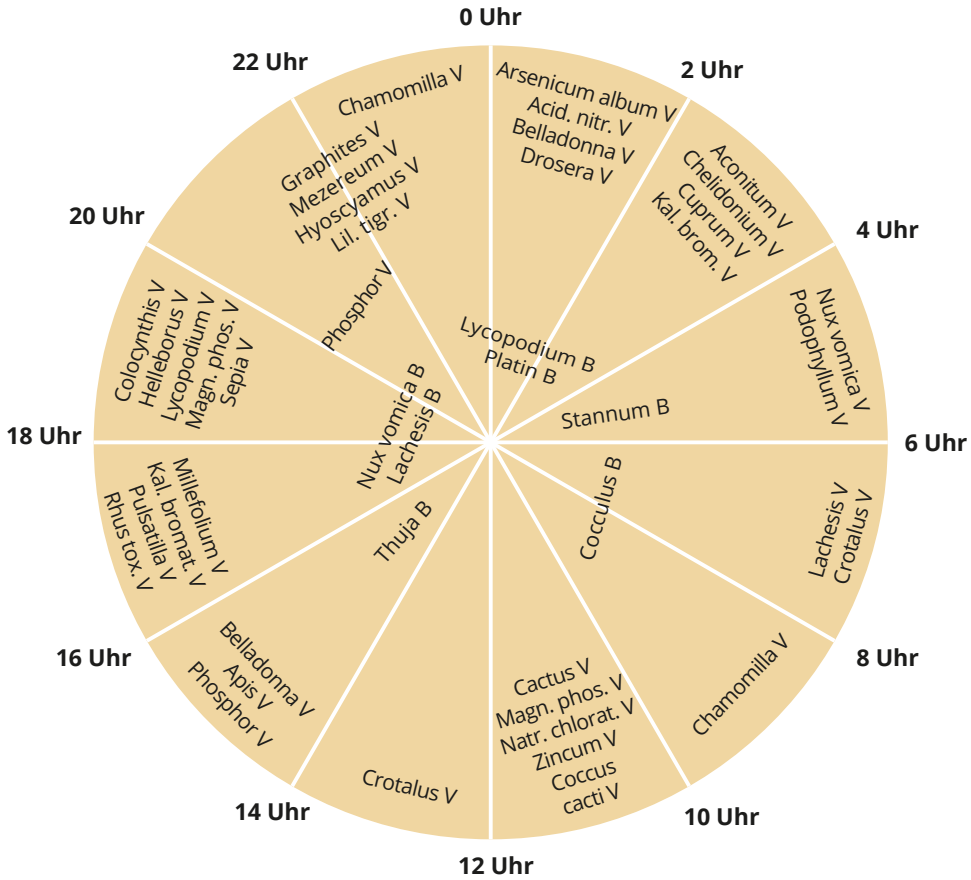 0 Uhr
Arsenicum album V
Acid. nitr. V
Belladonna V
Drosera V
2 Uhr
Aconitum V
Chelidonium V
Cuprum V
Kal. brom. V
4 Uhr
Nux vomica V
Podophyllum V
6 Uhr
Lachesis V
Crotalus V
8 Uhr
Chamomilla V
10 Uhr
Cactus V
Magn. phos. V
Natr. chlorat. V
Zincum V
Coccus
cacti V
12 Uhr
Crotalus V
14 Uhr
Belladonna V
Apis V
Phosphor V
16 Uhr
Millefolium V
Kal. bromat. V
Pulsatilla V
Rhus tox. V
18 Uhr
Colocynthis V
Helleborus V
Lycopodium V
Magn. phos. V
Sepia V
20 Uhr
22 Uhr
Chamomilla V
Graphites V
Mezereum V
Hyoscyamus V
Lil. tigr. V
Phosphor V
Lycopodium B
Platin B
Stannum B
Cocculus B
Thuja B
Nux vomica B
Lachesis B